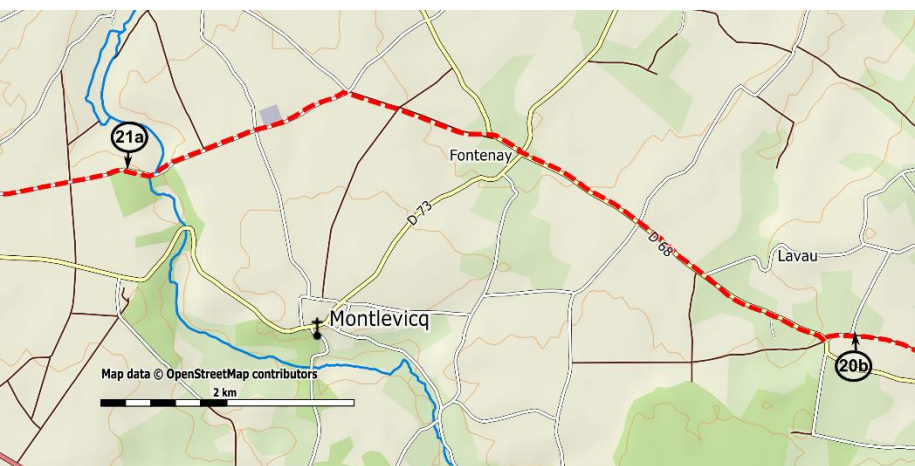 21a
Fontenay
D 73
D 68
Lavau
Montlevicq
20b
Map data © OpenStreetMap contributors
2 km